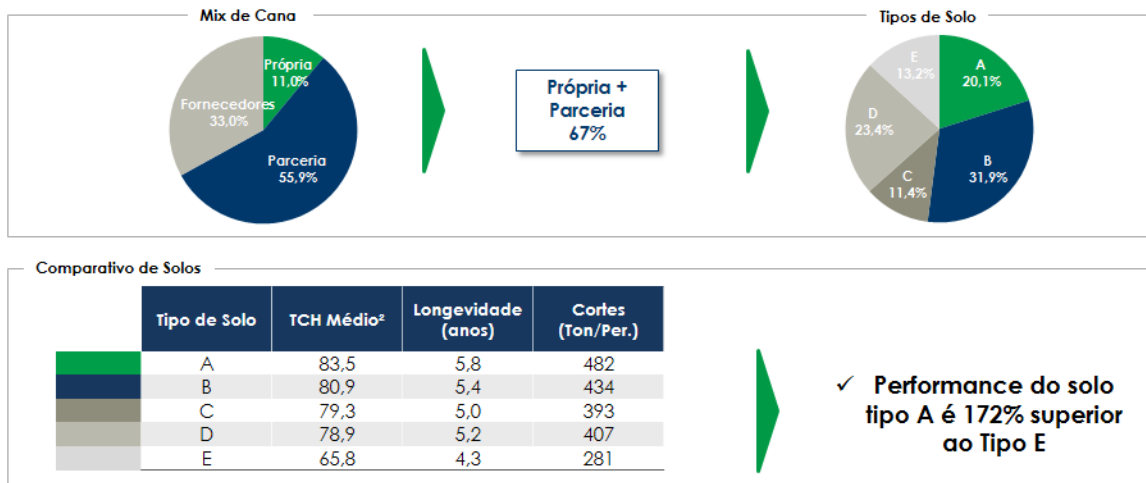 Mix de Cana
Própria
11,0%
Fornecedores
33,0%
Parceria
55,9%
Própria +
Parceria
67%
Tipos de Solo
A
20,1%
B
31,9%
C
11,4%
D
23,4%
E
13,2%
Comparativo de Solos
Tipo de Solo TCH Médio² Longevidade (anos) Cortes (Ton/Per.)
A 83,5 5,8 482
B 80,9 5,4 434
C 79,3 5,0 393
D 78,9 5,2 407
E 65,8 4,3 281
✓ Performance do solo
tipo A é 172% superior
ao Tipo E